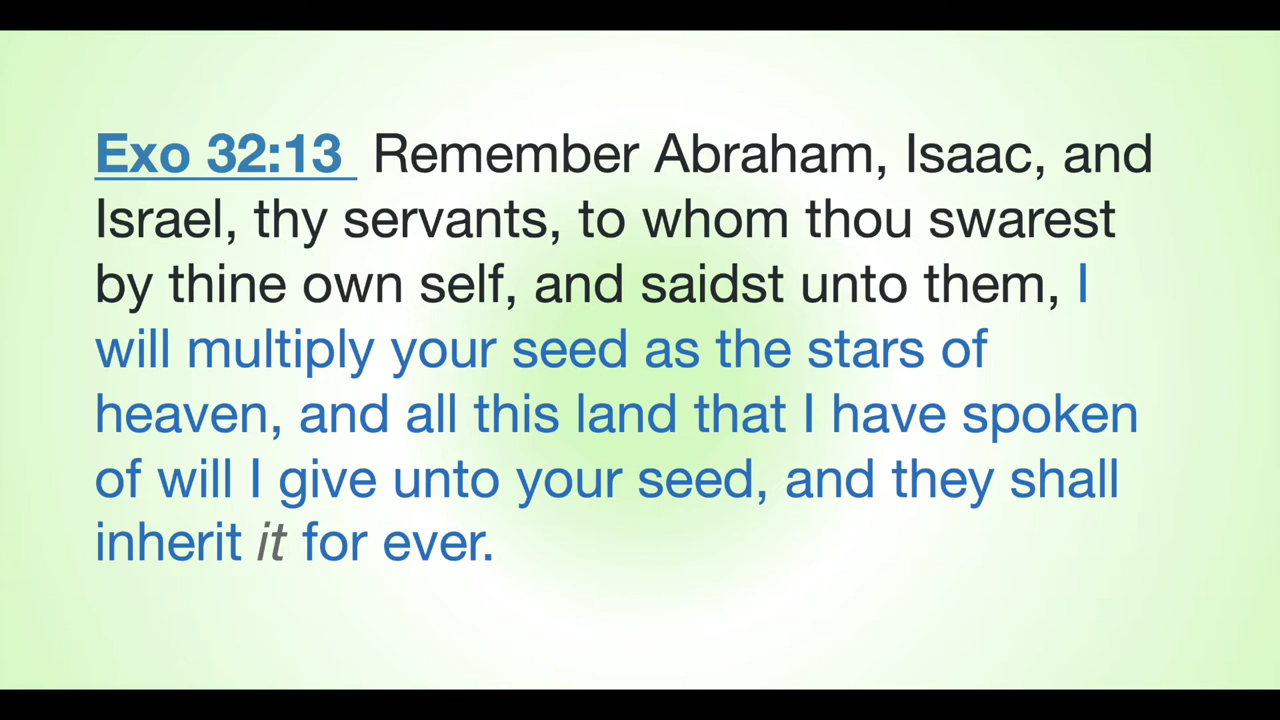 Exo 32:13 Remember Abraham, Isaac, and
Israel, thy servants, to whom thou swarest
by thine own self, and saidst unto them, I
will multiply your seed as the stars of
heaven, and all this land that I have spoken
of will I give unto your seed, and they shall
inherit it for ever.